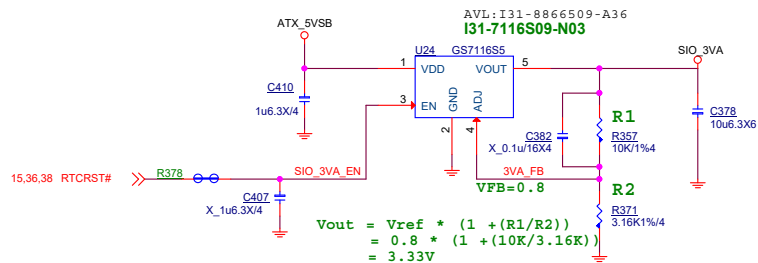 AVL:I31-8866509-A36
I31-7116S09-N03
ATX_5VSB
U24 GS7116S5
SIO_3VA
1 VDD VOUT 5
C410
1u6.3X/4
3 EN GND ADJ
2 4
C382
X_0.1u/16X4
R1
R357
10K/1%4
C378
10u6.3X6
15,36,38 RTCRST#
R378
SIO_3VA_EN
3VA_FB
VFB=0.8
C407
X_1u6.3X/4
R2
R371
3.16K1%/4
Vout = Vref * (1 +(R1/R2))
= 0.8 * (1 +(10K/3.16K))
= 3.33V